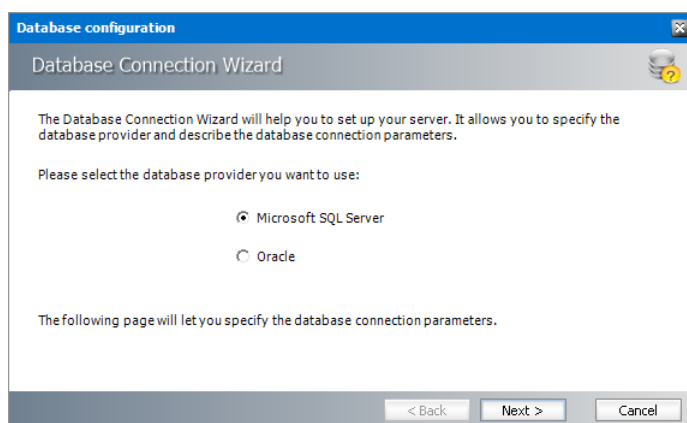 Database configuration
Database Connection Wizard
The Database Connection Wizard will help you to set up your server. It allows you to specify the
database provider and describe the database connection parameters.
Please select the database provider you want to use:
Microsoft SQL Server
Oracle
The following page will let you specify the database connection parameters.
< Back Next > Cancel